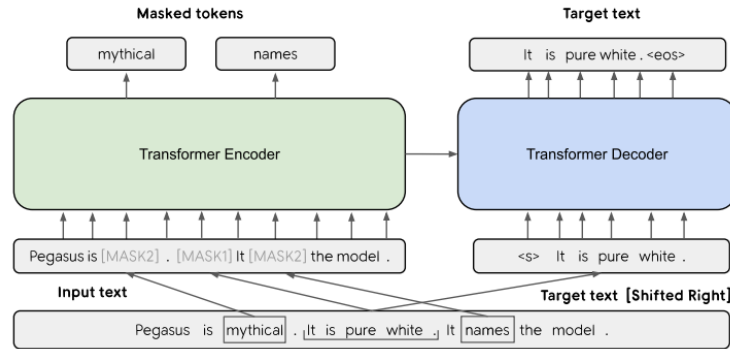 Masked tokens
Target text
mythical
names
It is pure white . <eos>
Transformer Encoder
Transformer Decoder
Pegasus is [MASK2] . [MASK1] It [MASK2] the model .
<s> It is pure white .
Input text
Target text [Shifted Right]
Pegasus is mythical . It is pure white . It names the model .